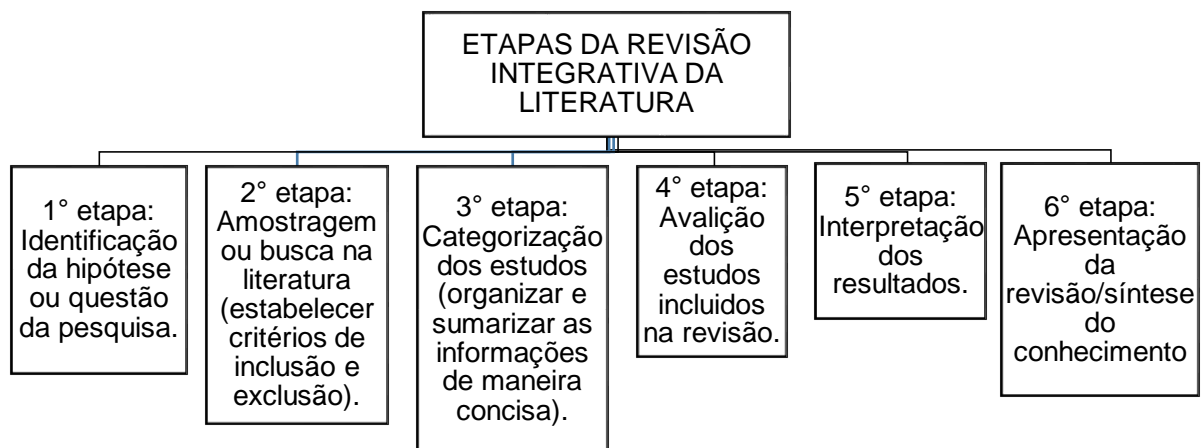 ETAPAS DA REVISÃO
INTEGRATIVA DA
LITERATURA
1° etapa:
Identificação
da hipótese
ou questão
da pesquisa.
2° etapa:
Amostragem
ou busca na
literatura
(estabelecer
critérios de
inclusão e
exclusão).
3° etapa:
Categorização
dos estudos
(organizar e
sumarizar as
informações
de maneira
concisa).
4° etapa:
Avalição
dos
estudos
incluidos
na revisão.
5° etapa:
Interpretação
dos
resultados.
6° etapa:
Apresentação
da
revisão/síntese
do
conhecimento